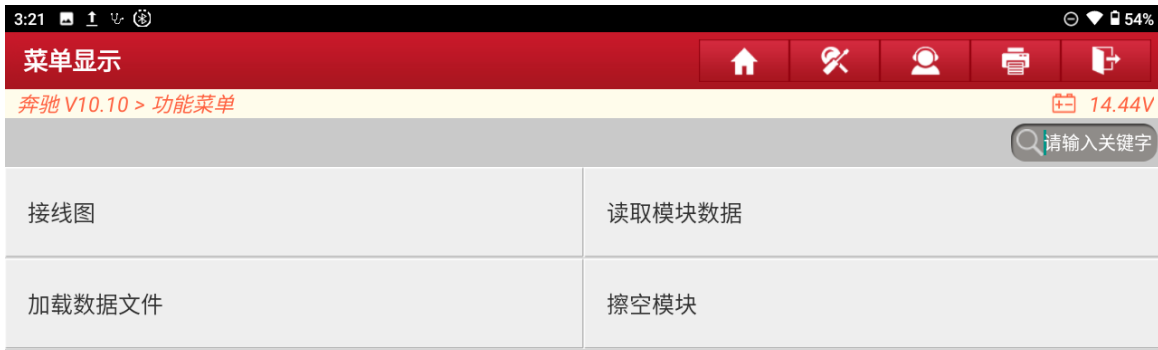 3:21 54%
菜单显示
奔驰 V10.10 > 功能菜单 14.44V
请输入关键字
接线图 读取模块数据
加载数据文件 擦空模块